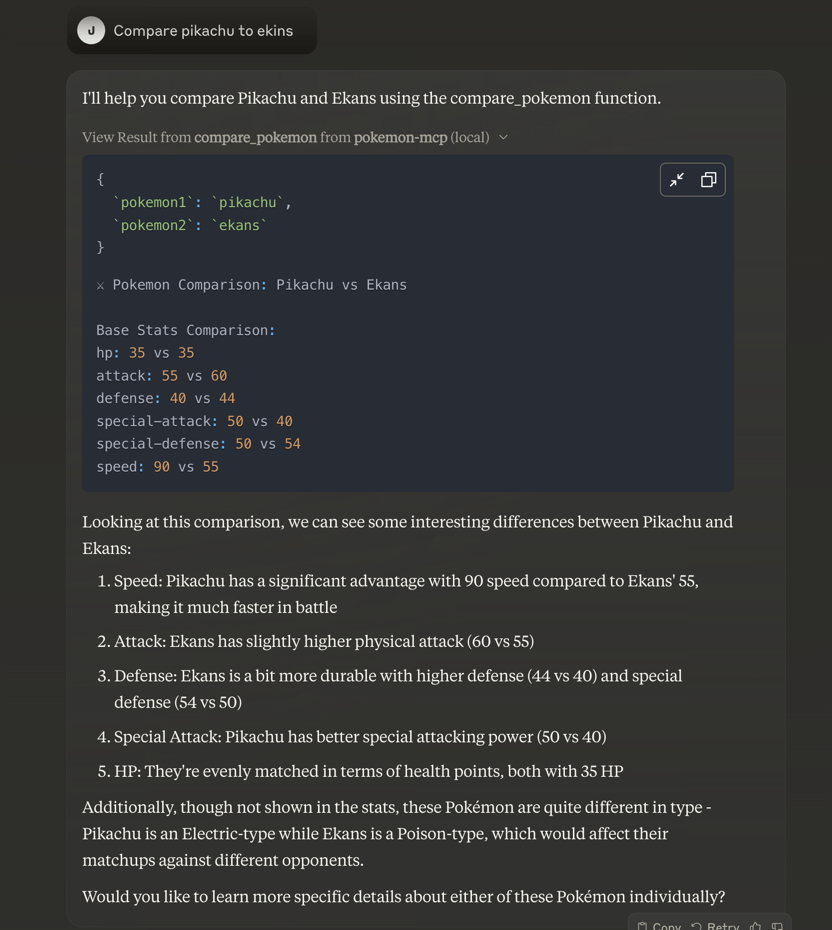 J Compare pikachu to ekins
I'll help you compare Pikachu and Ekans using the compare_pokemon function.
View Result from compare_pokemon from pokemon-mcp (local)
{
  `pokemon1`: `pikachu`,
  `pokemon2`: `ekans`
}
⚔ Pokemon Comparison: Pikachu vs Ekans
Base Stats Comparison:
hp: 35 vs 35
attack: 55 vs 60
defense: 40 vs 44
special-attack: 50 vs 40
special-defense: 50 vs 54
speed: 90 vs 55
Looking at this comparison, we can see some interesting differences between Pikachu and
Ekans:
1. Speed: Pikachu has a significant advantage with 90 speed compared to Ekans' 55,
making it much faster in battle
2. Attack: Ekans has slightly higher physical attack (60 vs 55)
3. Defense: Ekans is a bit more durable with higher defense (44 vs 40) and special
defense (54 vs 50)
4. Special Attack: Pikachu has better special attacking power (50 vs 40)
5. HP: They're evenly matched in terms of health points, both with 35 HP
Additionally, though not shown in the stats, these Pokémon are quite different in type -
Pikachu is an Electric-type while Ekans is a Poison-type, which would affect their
matchups against different opponents.
Would you like to learn more specific details about either of these Pokémon individually?
Copy Retry